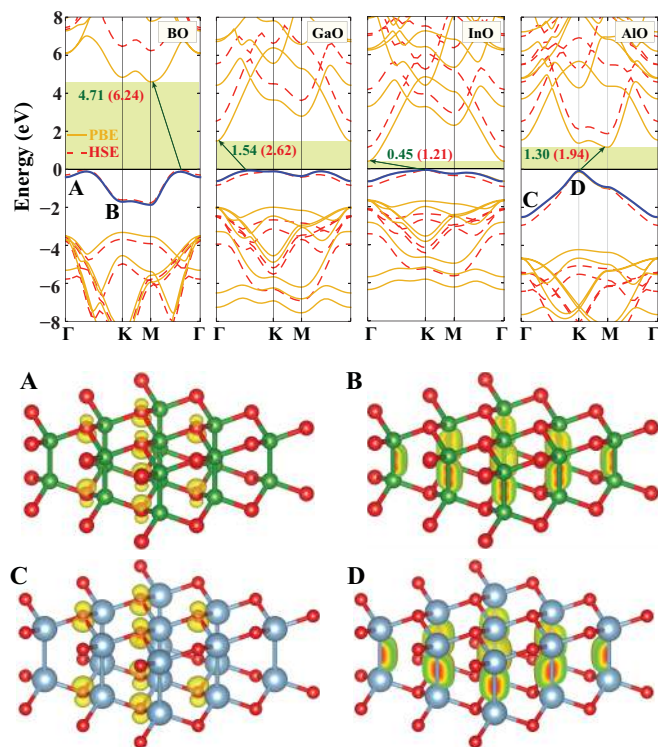 BO
GaO
InO
AlO
Energy (eV)
8
6
4
2
0
−2
−4
−6
−8
4.71 (6.24)
1.54 (2.62)
0.45 (1.21)
1.30 (1.94)
PBE
HSE
A
B
C
D
Γ K M Γ
Γ K M Γ
Γ K M Γ
Γ K M Γ
A B
C D